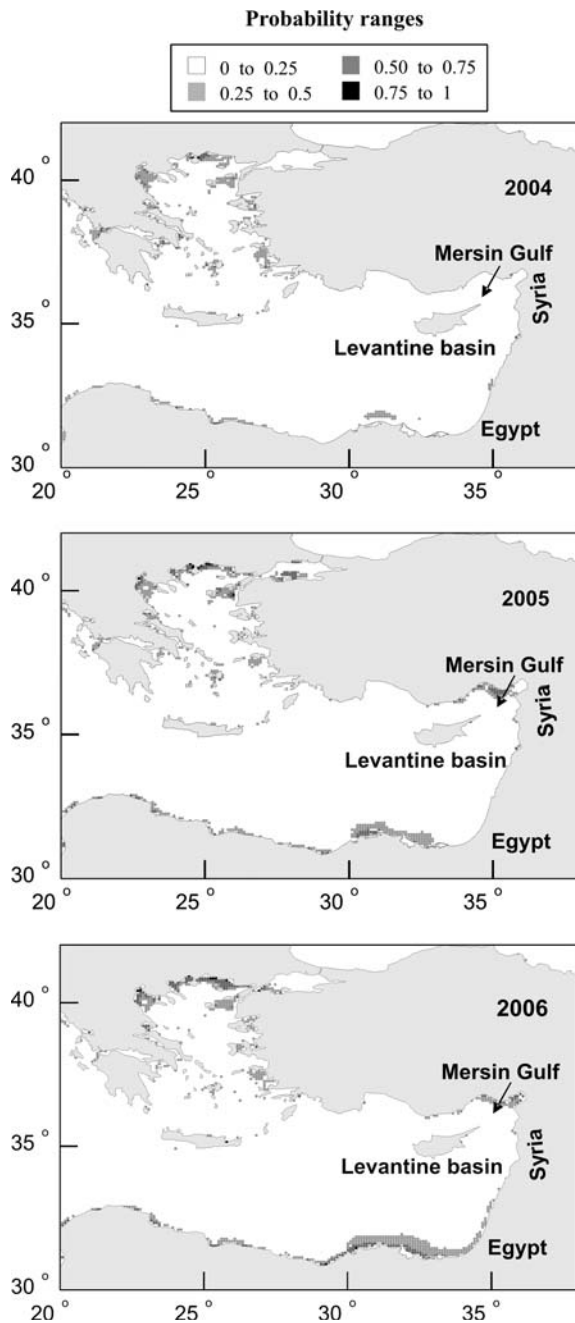 Probability ranges
0 to 0.25 0.50 to 0.75
0.25 to 0.5 0.75 to 1
40 °
2004
Mersin Gulf
Syria
35 °
Levantine basin
Egypt
30 °
20 ° 25 ° 30 ° 35 °
40 °
2005
Mersin Gulf
Syria
35 °
Levantine basin
Egypt
30 °
20 ° 25 ° 30 ° 35 °
40 °
2006
Mersin Gulf
Syria
35 °
Levantine basin
Egypt
30 °
20 ° 25 ° 30 ° 35 °